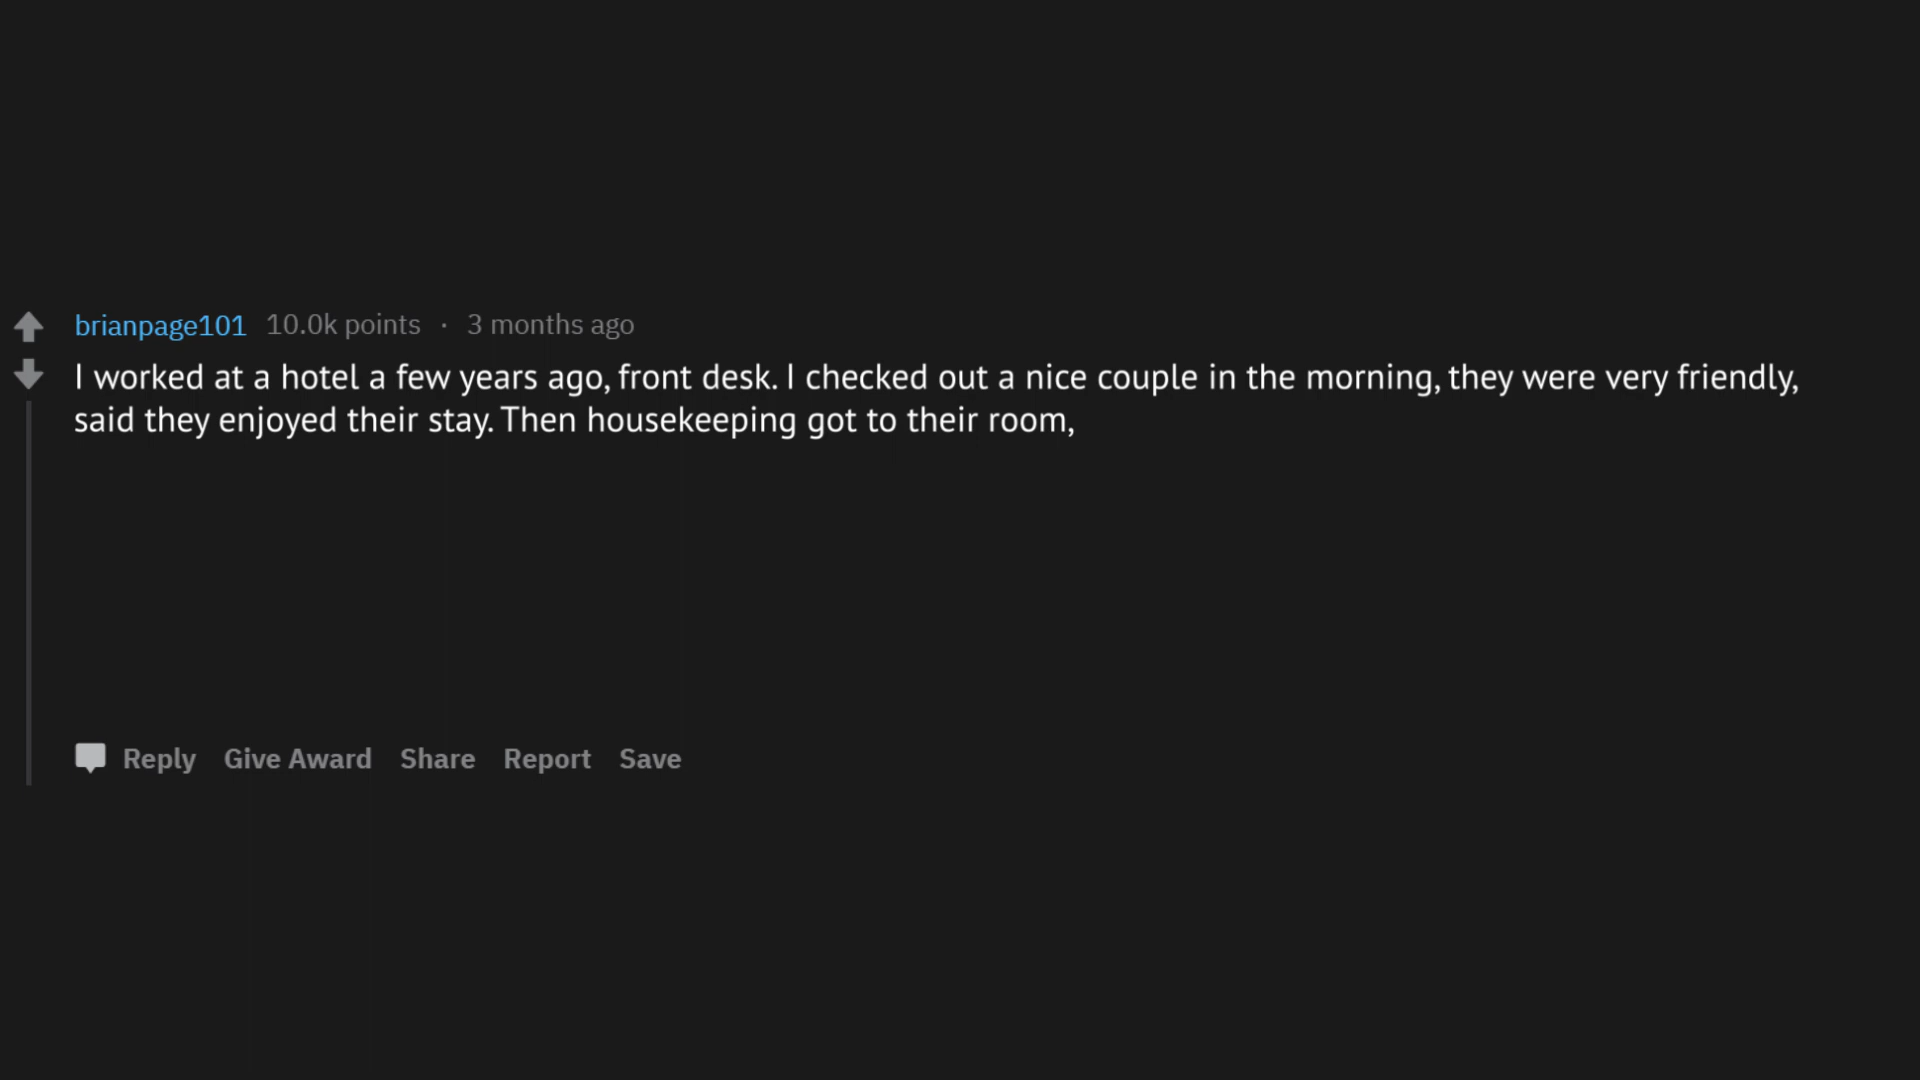 brianpage101 10.0k points · 3 months ago
I worked at a hotel a few years ago, front desk. I checked out a nice couple in the morning, they were very friendly,
said they enjoyed their stay. Then housekeeping got to their room,
Reply Give Award Share Report Save